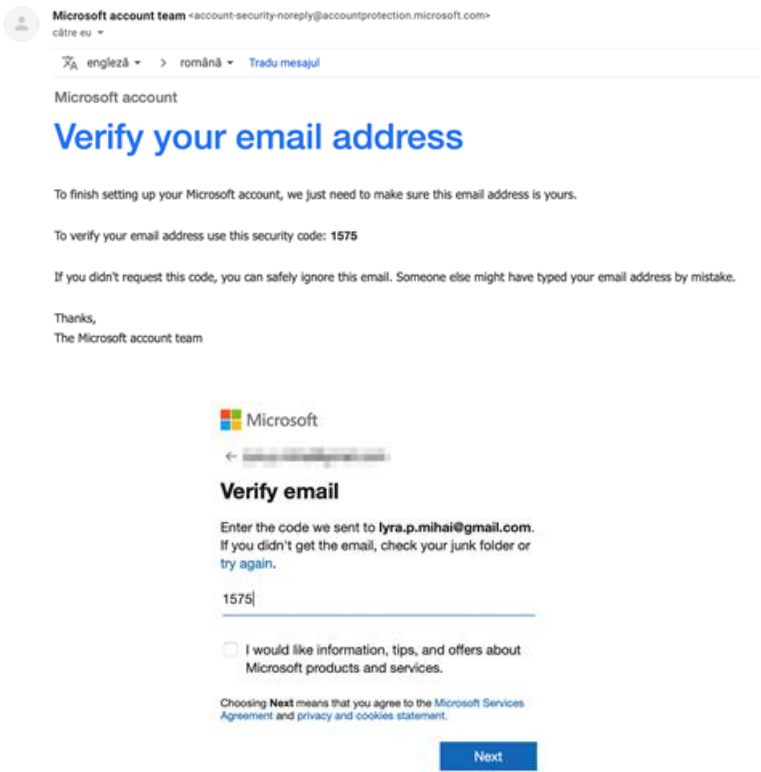 Microsoft account team <account-security-noreply@accountprotection.microsoft.com>
către eu
engleză > română Tradu mesajul
Microsoft account
Verify your email address
To finish setting up your Microsoft account, we just need to make sure this email address is yours.
To verify your email address use this security code: 1575
If you didn't request this code, you can safely ignore this email. Someone else might have typed your email address by mistake.
Thanks,
The Microsoft account team
Microsoft
Verify email
Enter the code we sent to lyra.p.mihai@gmail.com.
If you didn't get the email, check your junk folder or
try again.
1575
I would like information, tips, and offers about
Microsoft products and services.
Choosing Next means that you agree to the Microsoft Services
Agreement and privacy and cookies statement.
Next